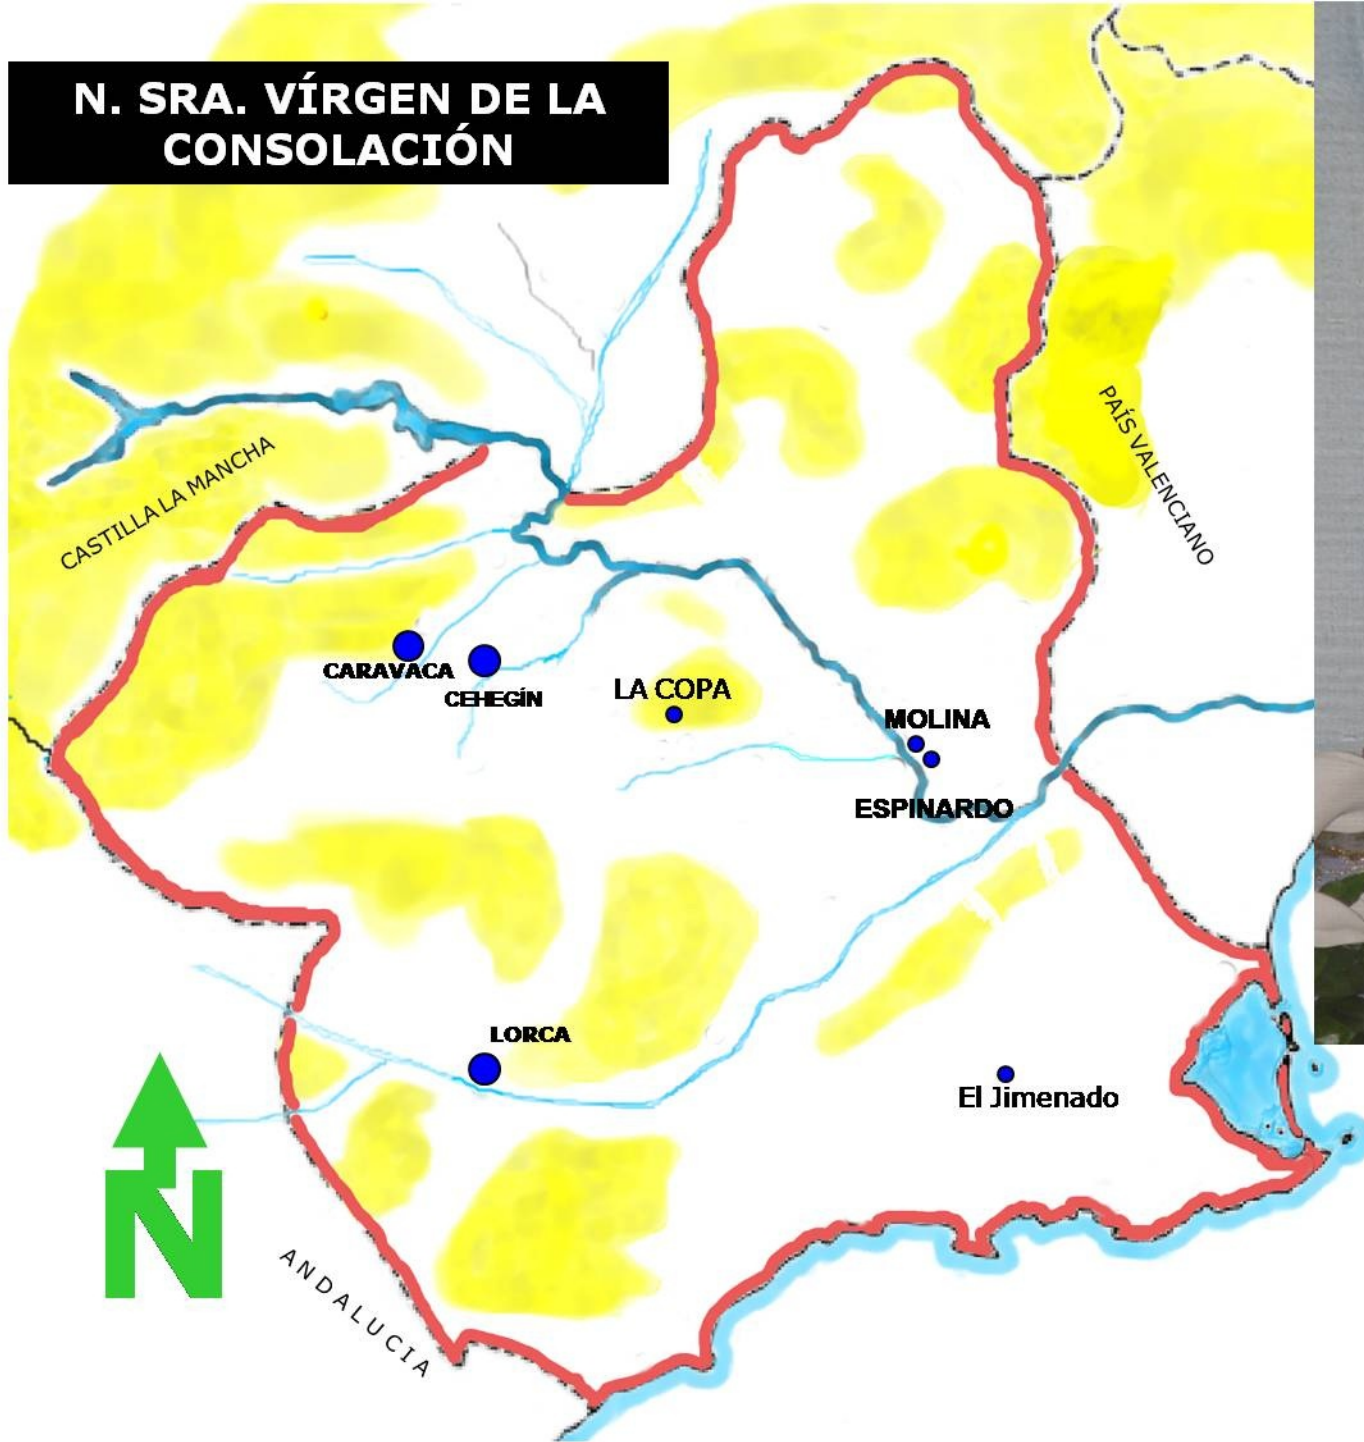 N. SRA. VÍRGEN DE LA
CONSOLACIÓN
PAÍS VALENCIANO
CASTILLA LA MANCHA
CARAVACA
CEHEGÍN
LA COPA
MOLINA
ESPINARDO
LORCA
El Jimenado
N
ANDALUCIA